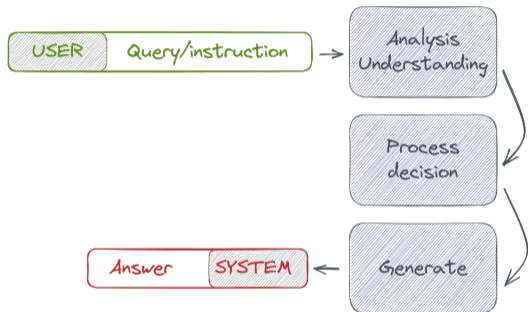 USER Query/instruction
Analysis
Understanding
Process
decision
Answer SYSTEM
Generate